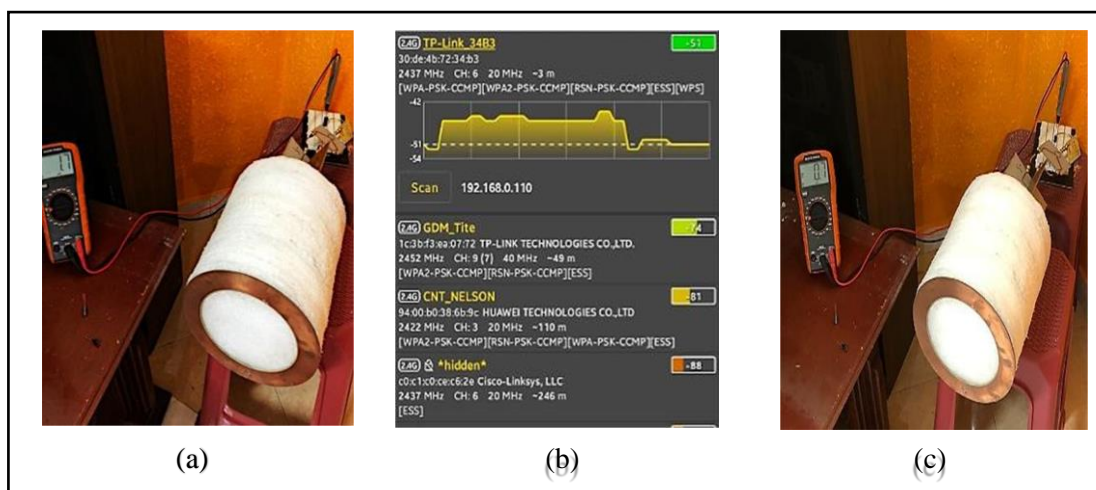 2.4G TP-Link_34B3 -51
30:de:4b:72:34:b3
2437 MHz CH: 6 20 MHz ~3 m
[WPA-PSK-CCMP][WPA2-PSK-CCMP][RSN-PSK-CCMP][ESS][WPS]
-42
-51
-54
Scan 192.168.0.110
2.4G GDM_Tite -74
1c:3b:f3:ea:07:72 TP-LINK TECHNOLOGIES CO.,LTD.
2452 MHz CH: 9 (7) 40 MHz ~49 m
[WPA2-PSK-CCMP][RSN-PSK-CCMP][ESS]
2.4G CNT_NELSON -81
94:00:b0:38:6b:9c HUAWEI TECHNOLOGIES CO.,LTD
2422 MHz CH: 3 20 MHz ~110 m
[WPA2-PSK-CCMP][RSN-PSK-CCMP][WPA-PSK-CCMP][ESS]
2.4G *hidden* -88
c0:c1:c0:ce:c6:2e Cisco-Linksys, LLC
2437 MHz CH: 6 20 MHz ~246 m
[ESS]
(a) (b) (c)